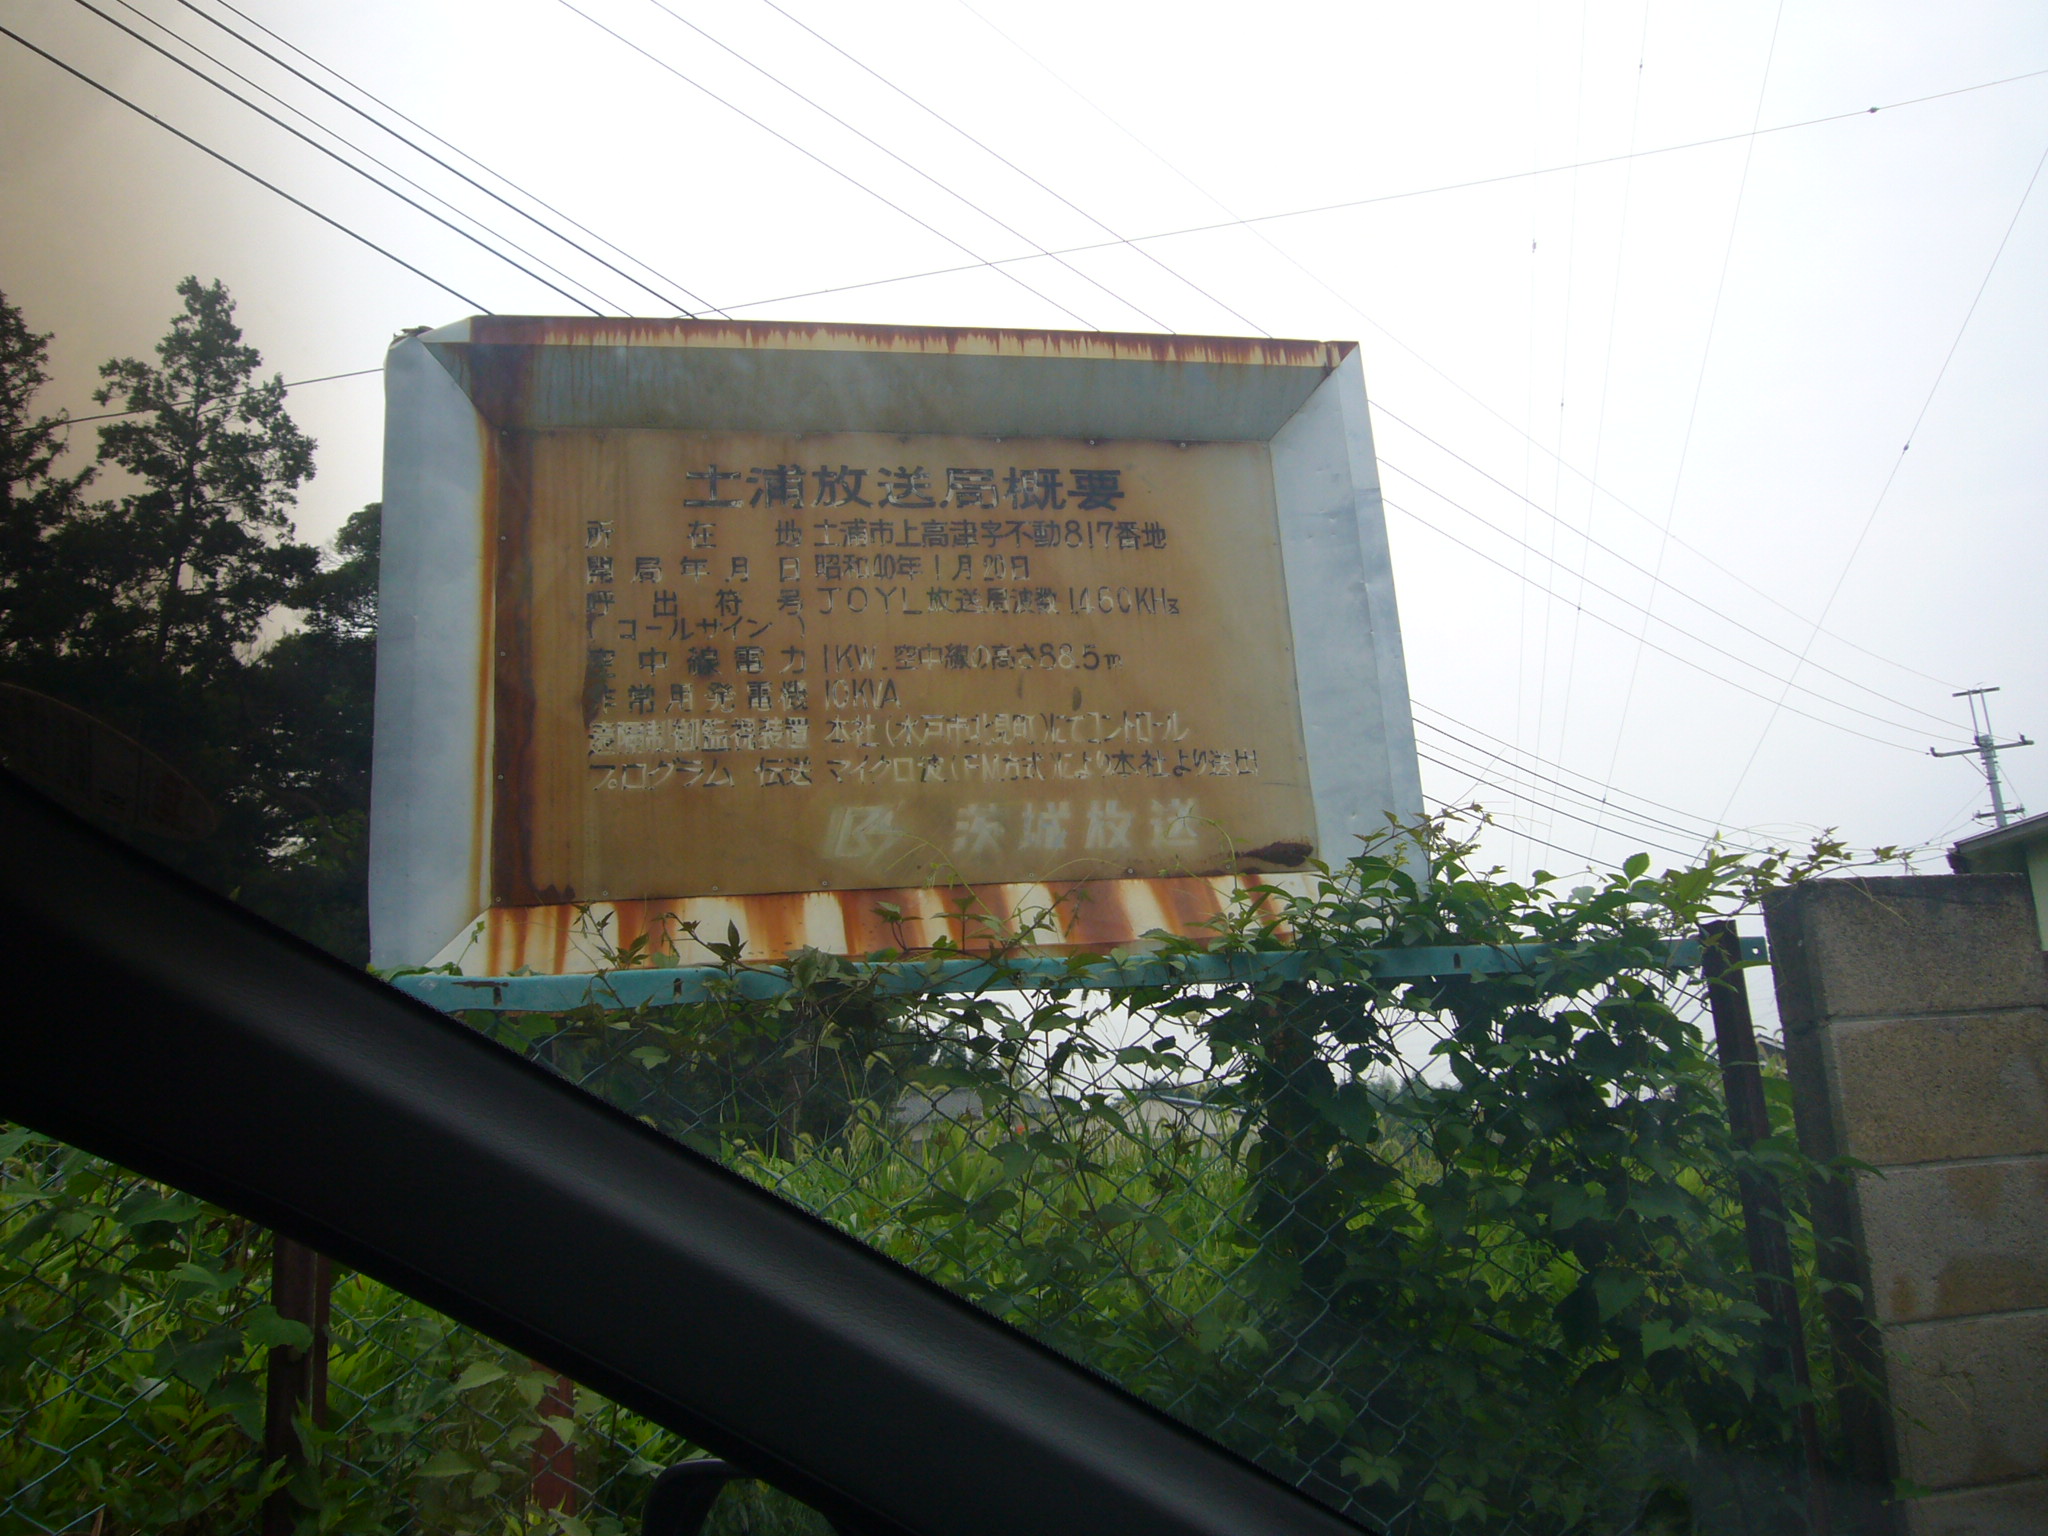 土浦放送局概要
所在地 土浦市上高津字不動817番地
開局年月日 昭和40年1月20日
呼出符号 JOYL 放送周波数 1460KHz
(コールサイン)
空中線電力 1KW. 空中線の高さ88.5m
非常用発電機 10KVA
遠隔制御監視装置 本社(水戸市北見町)にてコントロール
プログラム 伝送 マイクロ波(FM方式)により本社より送出
IBS 茨城放送